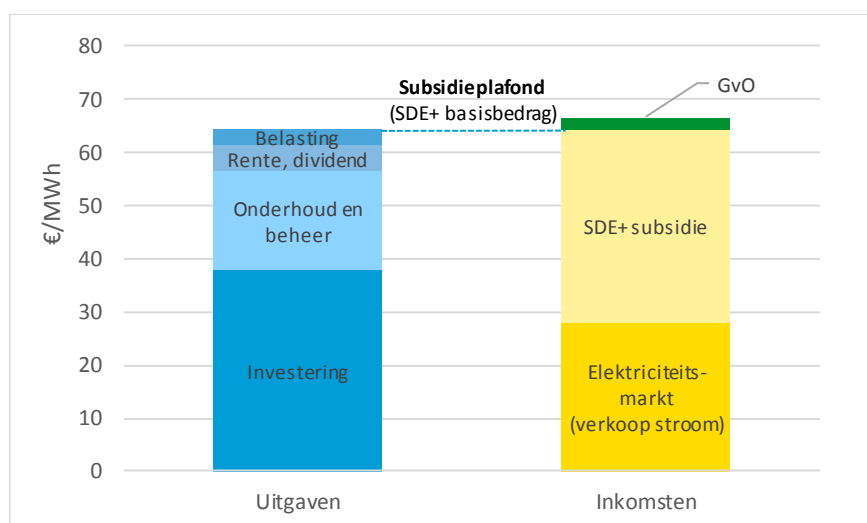 80
70
60
50
40
30
20
10
0
€/MWh
Subsidieplafond
(SDE+ basisbedrag)
GvO
Belasting
Rente, dividend
Onderhoud en
beheer
Investering
SDE+ subsidie
Elektriciteits-
markt
(verkoop stroom)
Uitgaven
Inkomsten